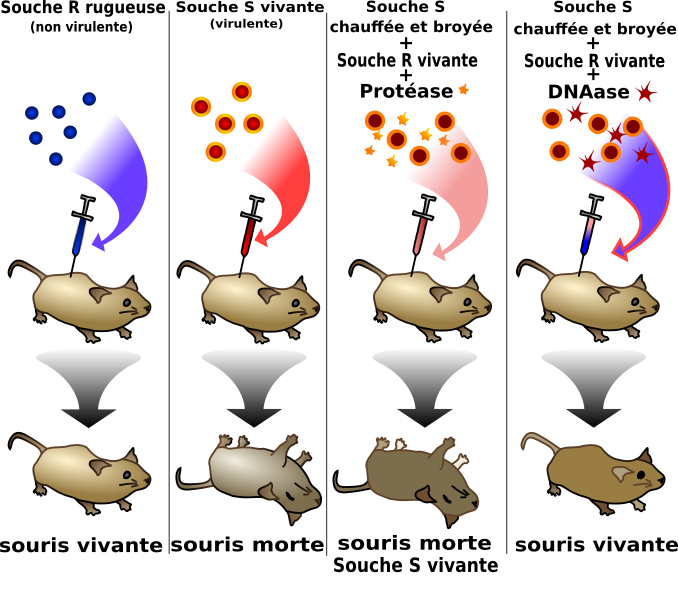 Souche R rugueuse
(non virulente)
Souche S vivante
(virulente)
Souche S
chauffée et broyée
+
Souche R vivante
+
Protéase
Souche S
chauffée et broyée
+
Souche R vivante
+
DNAase
souris vivante
souris morte
souris morte
Souche S vivante
souris vivante